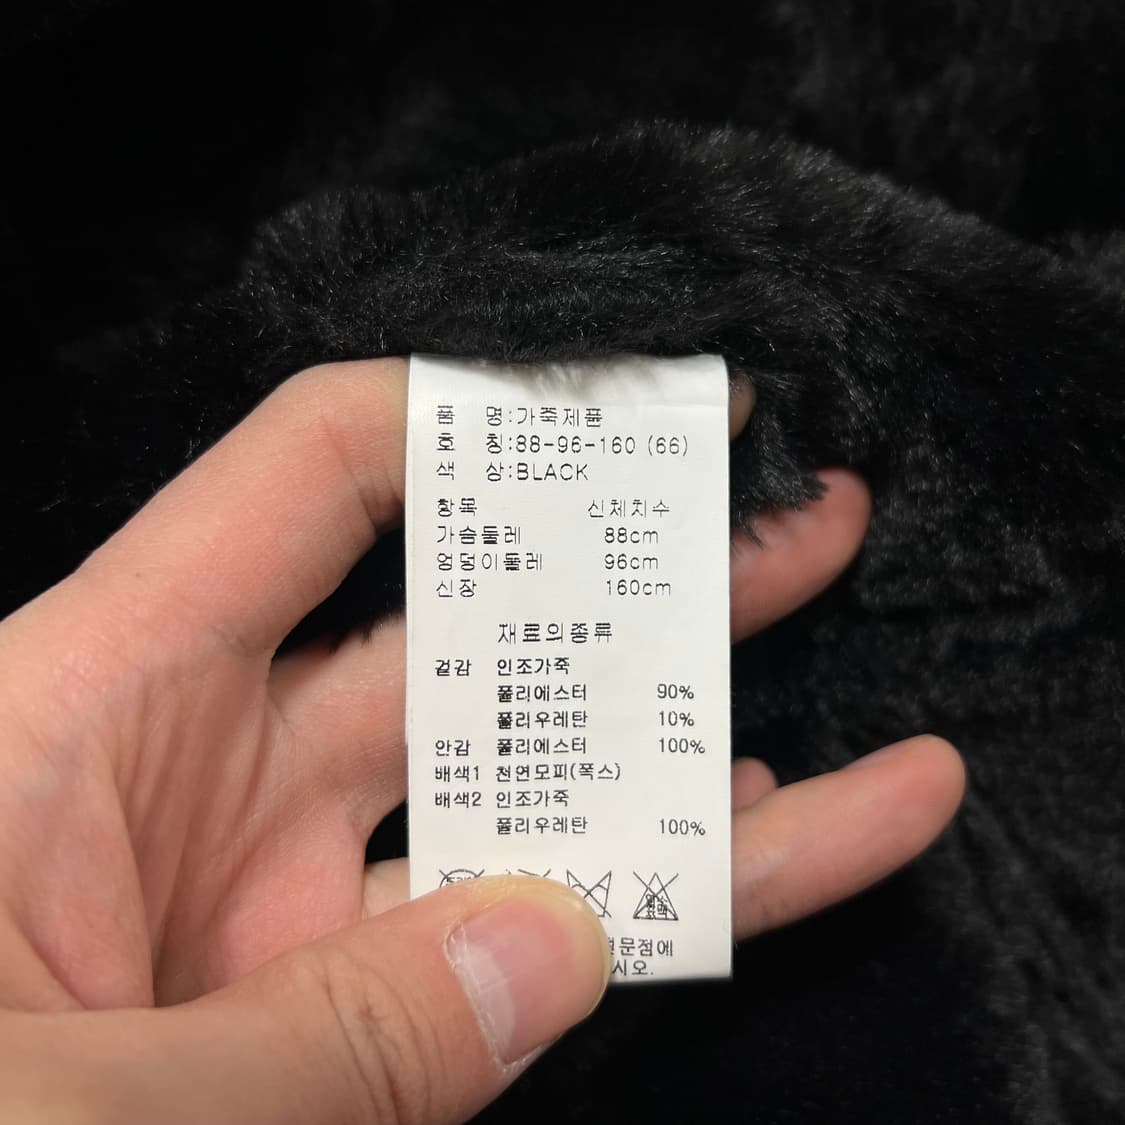 품 명:가죽제품
호 칭:88-96-160 (66)
색 상:BLACK
항목 신체치수
가슴둘레 88cm
엉덩이둘레 96cm
신장 160cm
재료의종류
겉감 인조가죽
폴리에스터 90%
폴리우레탄 10%
안감 폴리에스터 100%
배색1 천연모피(폭스)
배색2 인조가죽
폴리우레탄 100%
염소
표백
문점에
시오.